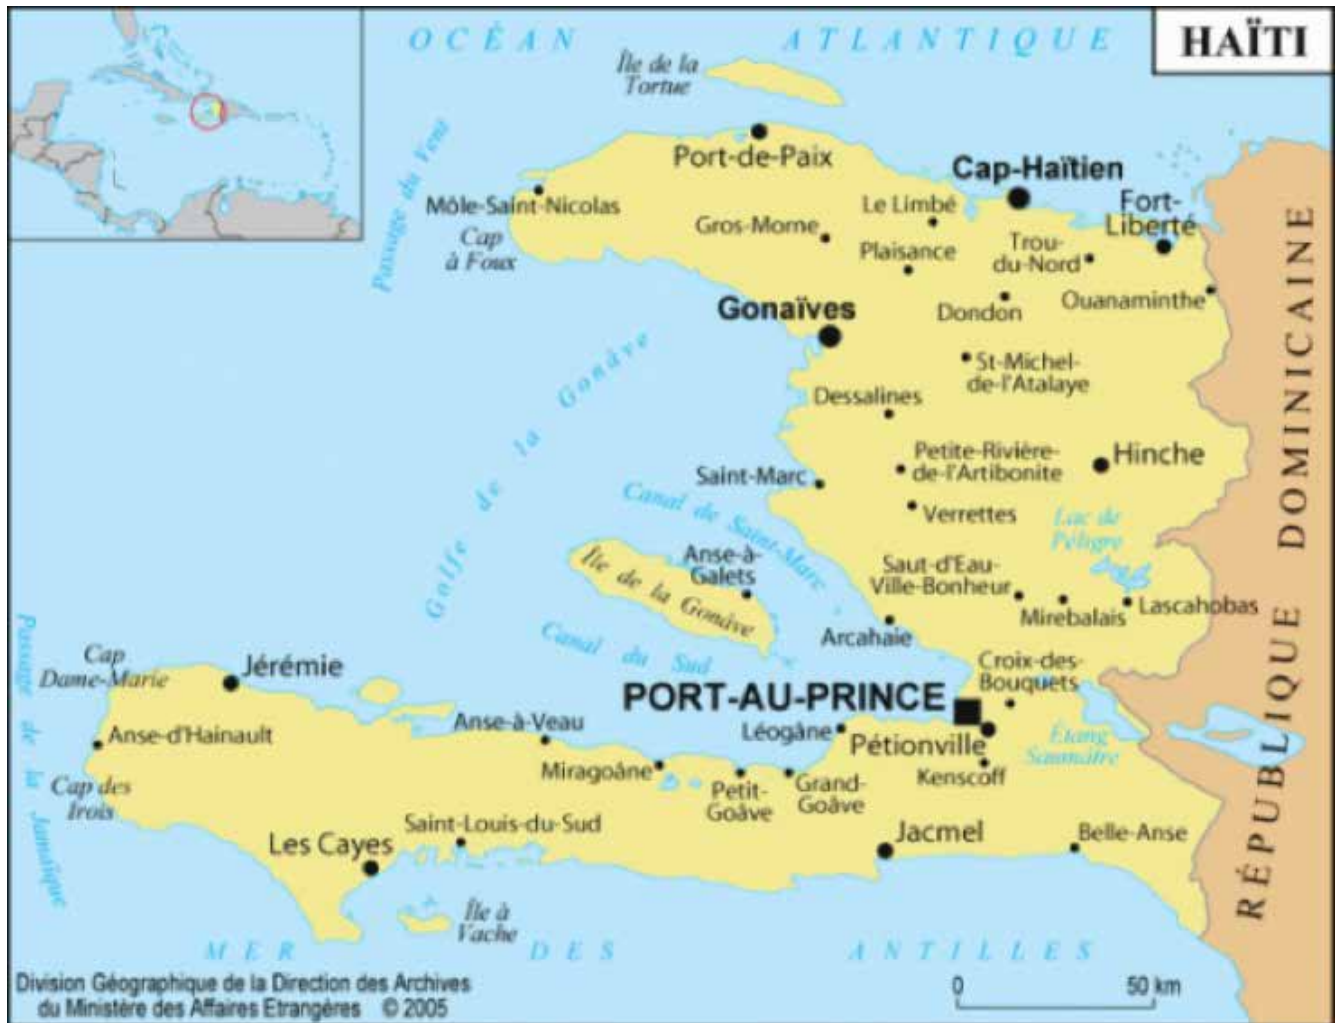 HAÏTI
OCÉAN ATLANTIQUE
Île de la
Tortue
Passage du Vent
Port-de-Paix
Cap-Haïtien
Môle-Saint-Nicolas
Le Limbé
Fort-
Liberté
Cap
à Foux
Gros-Morne
Plaisance
Trou-
du-Nord
Ouanaminthe
Gonaïves
Dondon
St-Michel-
de-l'Atalaye
Golfe de la Gonâve
Dessalines
Petite-Rivière-
de-l'Artibonite
Hinche
Saint-Marc
Canal de Saint-Marc
Verrettes
Lac de
Péligre
Anse-à-
Galets
Île de la Gonâve
Saut-d'Eau-
Ville-Bonheur
Mirebalais
Lascahobas
Arcahaie
Canal du Sud
Passage de la Jamaïque
Cap
Dame-Marie
Jérémie
Croix-des-
Bouquets
PORT-AU-PRINCE
Anse-d'Hainault
Anse-à-Veau
Léogâne
Pétionville
Étang
Saumâtre
Cap des
Irois
Miragoâne
Petit-
Goâve
Grand-
Goâve
Kenscoff
Les Cayes
Saint-Louis-du-Sud
Jacmel
Belle-Anse
Île à
Vache
RÉPUBLIQUE DOMINICAINE
MER DES ANTILLES
Division Géographique de la Direction des Archives
du Ministère des Affaires Etrangères © 2005
0 50 km